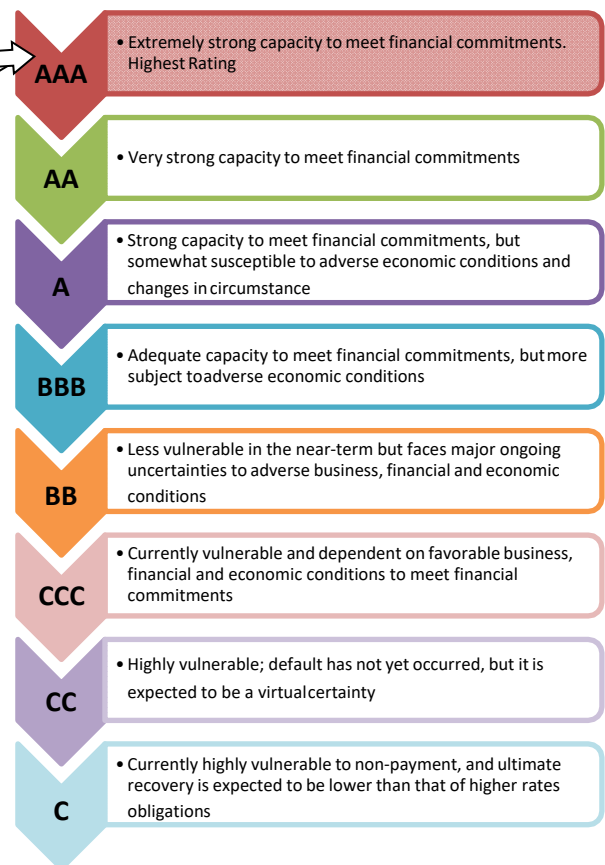 AAA
• Extremely strong capacity to meet financial commitments.
Highest Rating
AA
• Very strong capacity to meet financial commitments
A
• Strong capacity to meet financial commitments, but
somewhat susceptible to adverse economic conditions and
changes in circumstance
BBB
• Adequate capacity to meet financial commitments, but more
subject to adverse economic conditions
BB
• Less vulnerable in the near-term but faces major ongoing
uncertainties to adverse business, financial and economic
conditions
CCC
• Currently vulnerable and dependent on favorable business,
financial and economic conditions to meet financial
commitments
CC
• Highly vulnerable; default has not yet occurred, but it is
expected to be a virtual certainty
C
• Currently highly vulnerable to non-payment, and ultimate
recovery is expected to be lower than that of higher rates
obligations